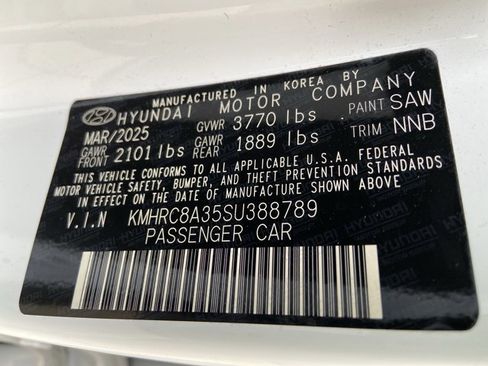 MANUFACTURED IN KOREA BY
HYUNDAI MOTOR COMPANY
MAR/2025 GVWR 3770 lbs PAINT SAW
GAWR FRONT 2101 lbs GAWR REAR 1889 lbs TRIM NNB
THIS VEHICLE CONFORMS TO ALL APPLICABLE U.S.A. FEDERAL
MOTOR VEHICLE SAFETY, BUMPER, AND THEFT PREVENTION STANDARDS
IN EFFECT ON THE DATE OF MANUFACTURE SHOWN ABOVE.
V.I.N KMHRC8A35SU388789
PASSENGER CAR